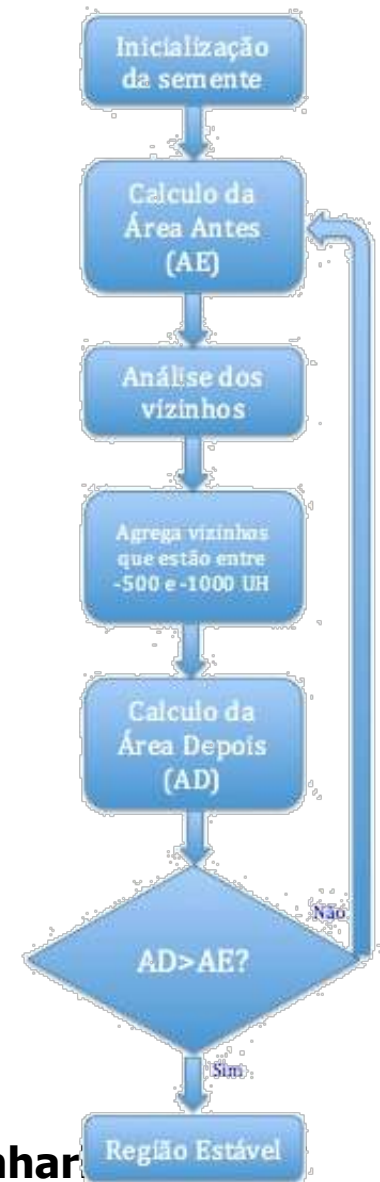 Inicialização
da semente
Calculo da
Área Antes
(AE)
Análise dos
vizinhos
Agrega vizinhos
que estão entre
-500 e -1000 UH
Calculo da
Área Depois
(AD)
Não
AD>AE?
Sim
Região Estável